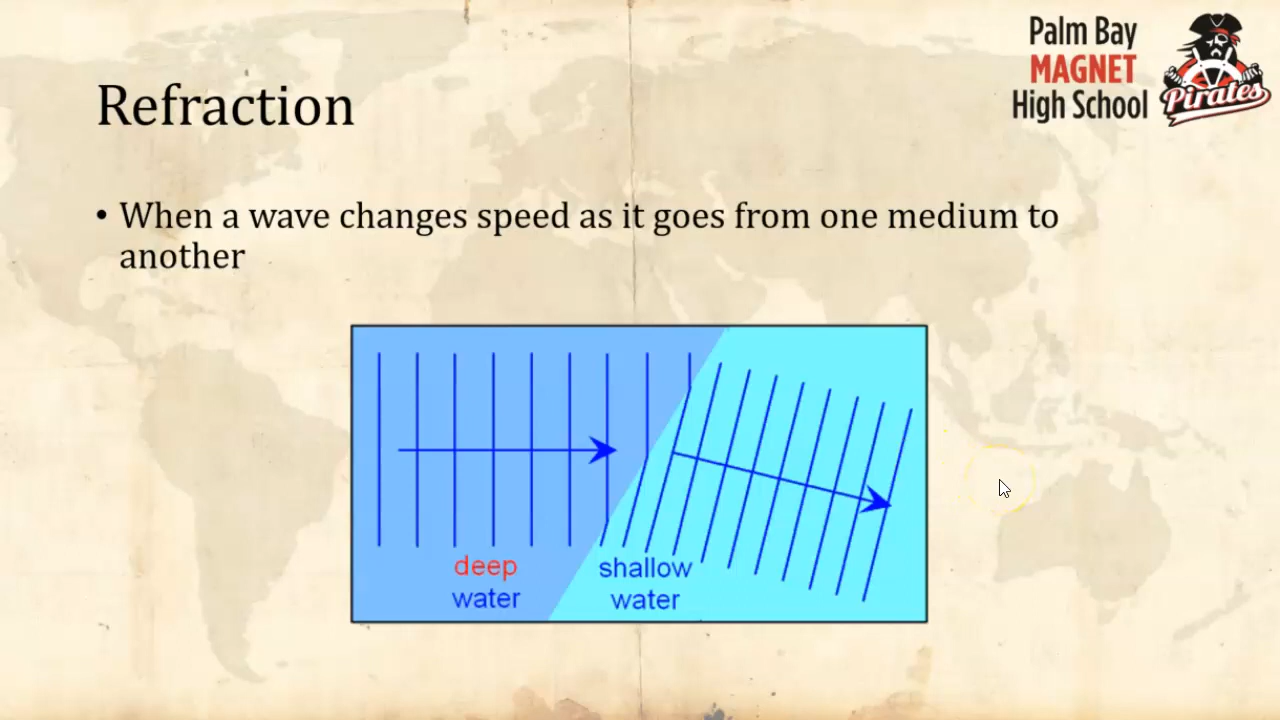 Palm Bay
MAGNET
High School
Pirates
Refraction
• When a wave changes speed as it goes from one medium to
another
deep
water
shallow
water